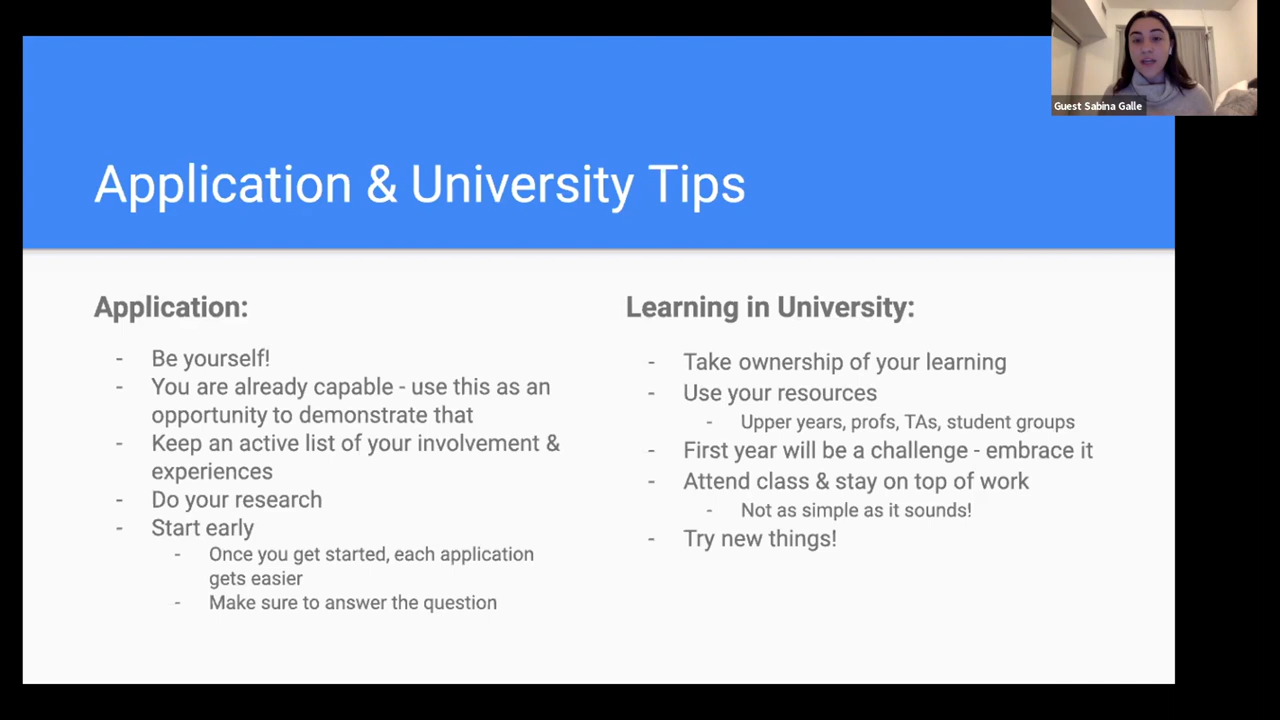 Guest Sabina Galle
Application & University Tips
Application:
- Be yourself!
- You are already capable - use this as an
opportunity to demonstrate that
- Keep an active list of your involvement &
experiences
- Do your research
- Start early
- Once you get started, each application
gets easier
- Make sure to answer the question
Learning in University:
- Take ownership of your learning
- Use your resources
- Upper years, profs, TAs, student groups
- First year will be a challenge - embrace it
- Attend class & stay on top of work
- Not as simple as it sounds!
- Try new things!